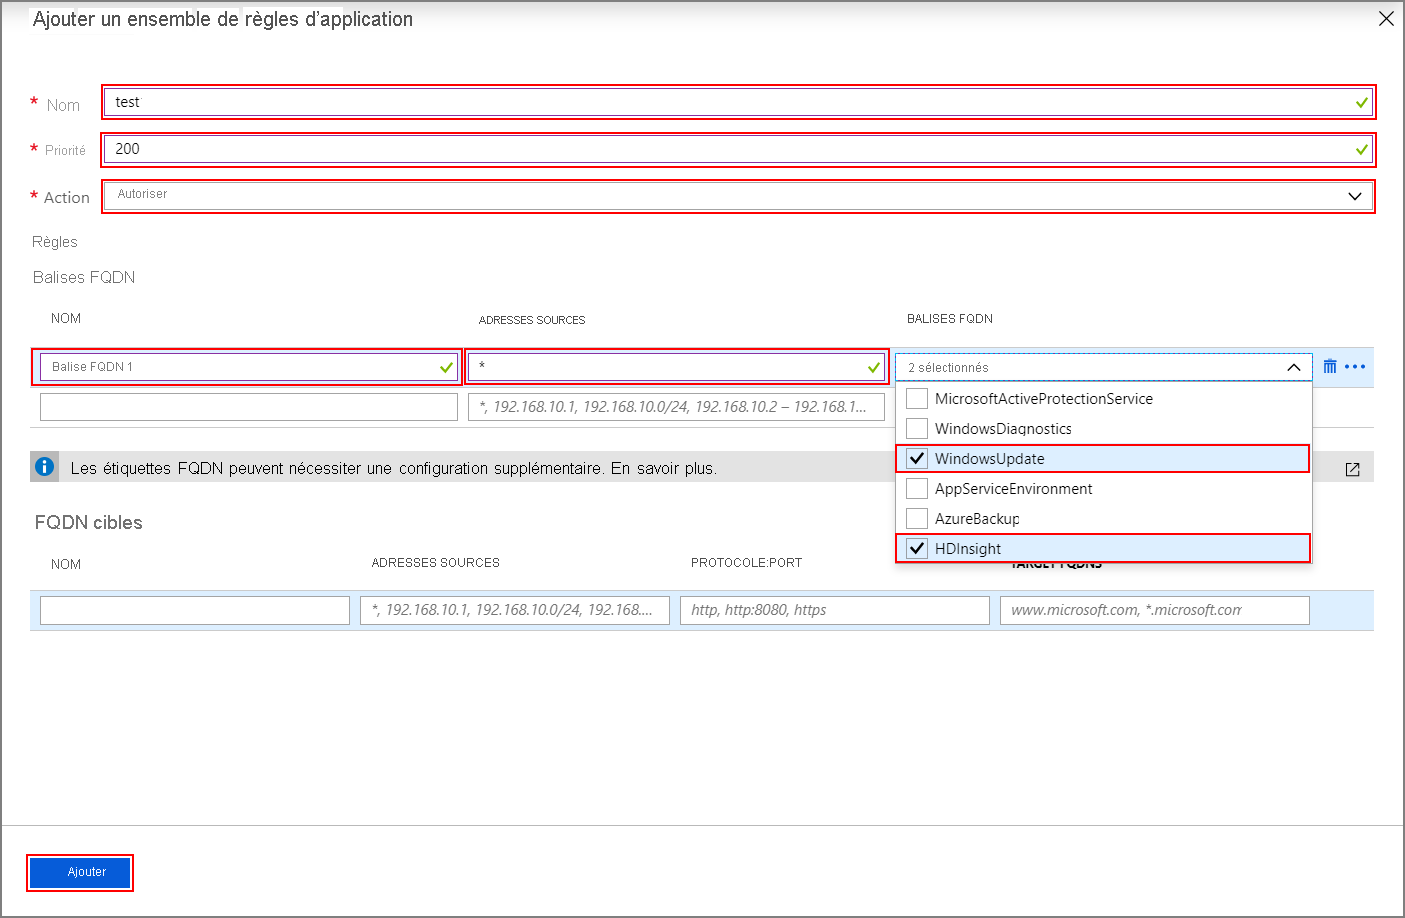 Ajouter un ensemble de règles d'application
* Nom test
* Priorité 200
* Action Autoriser
Règles
Balises FQDN
NOM ADRESSES SOURCES BALISES FQDN
Balise FQDN 1 * 2 sélectionnés
*, 192.168.10.1, 192.168.10.0/24, 192.168.10.2 – 192.168.1...
MicrosoftActiveProtectionService
WindowsDiagnostics
WindowsUpdate
AppServiceEnvironment
AzureBackup
HDInsight
Les étiquettes FQDN peuvent nécessiter une configuration supplémentaire. En savoir plus.
FQDN cibles
NOM ADRESSES SOURCES PROTOCOLE:PORT TARGET FQDNS
*, 192.168.10.1, 192.168.10.0/24, 192.168.... http, http:8080, https www.microsoft.com, *.microsoft.com
Ajouter